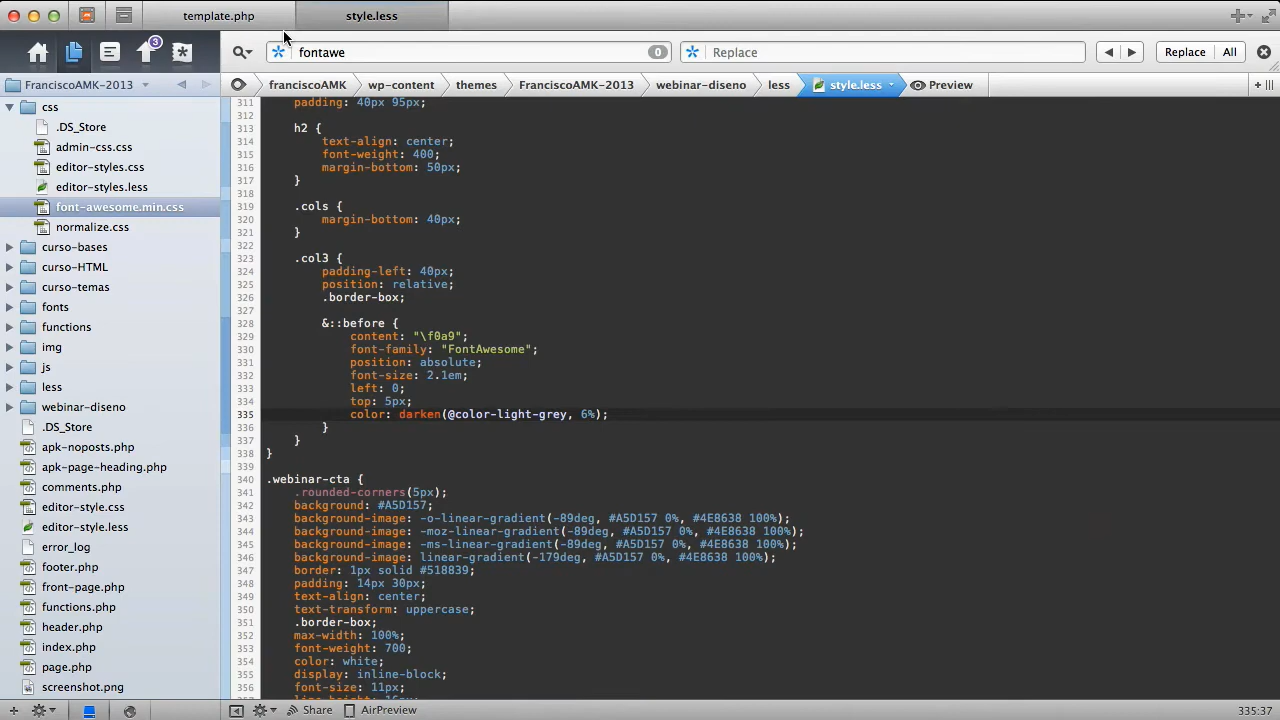 template.php
style.less
3
fontawe
0
Replace
Replace
All
FranciscoAMK-2013
franciscoAMK
wp-content
themes
FranciscoAMK-2013
webinar-diseno
less
style.less
Preview
css
.DS_Store
admin-css.css
editor-styles.css
editor-styles.less
font-awesome.min.css
normalize.css
curso-bases
curso-HTML
curso-temas
fonts
functions
img
js
less
webinar-diseno
.DS_Store
apk-noposts.php
apk-page-heading.php
comments.php
editor-style.css
editor-style.less
error_log
footer.php
front-page.php
functions.php
header.php
index.php
page.php
screenshot.png
311 padding: 40px 95px;
312
313 h2 {
314 text-align: center;
315 font-weight: 400;
316 margin-bottom: 50px;
317 }
318
319 .cols {
320 margin-bottom: 40px;
321 }
322
323 .col3 {
324 padding-left: 40px;
325 position: relative;
326 .border-box;
327
328 &::before {
329 content: "\f0a9";
330 font-family: "FontAwesome";
331 position: absolute;
332 font-size: 2.1em;
333 left: 0;
334 top: 5px;
335 color: darken(@color-light-grey, 6%);
336 }
337 }
338 }
339
340 .webinar-cta {
341 .rounded-corners(5px);
342 background: #A5D157;
343 background-image: -o-linear-gradient(-89deg, #A5D157 0%, #4E8638 100%);
344 background-image: -moz-linear-gradient(-89deg, #A5D157 0%, #4E8638 100%);
345 background-image: -ms-linear-gradient(-89deg, #A5D157 0%, #4E8638 100%);
346 background-image: linear-gradient(-179deg, #A5D157 0%, #4E8638 100%);
347 border: 1px solid #518839;
348 padding: 14px 30px;
349 text-align: center;
350 text-transform: uppercase;
351 .border-box;
352 max-width: 100%;
353 font-weight: 700;
354 color: white;
355 display: inline-block;
356 font-size: 11px;
Share
AirPreview
335:37